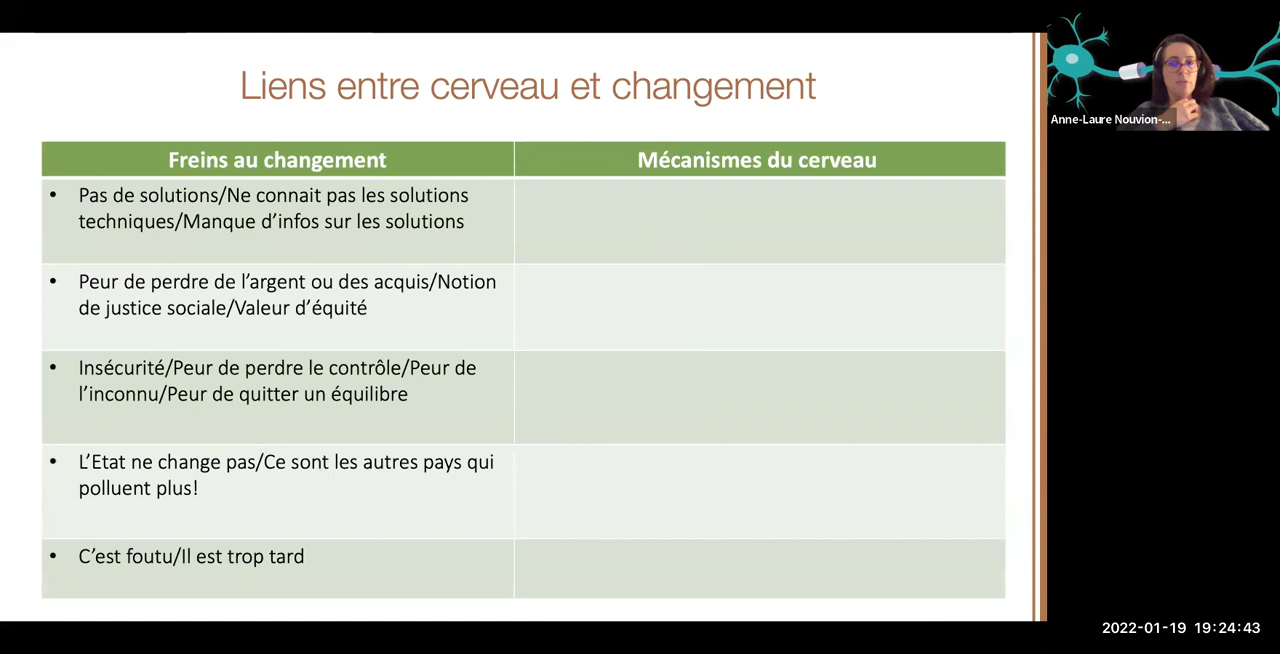 Liens entre cerveau et changement
Freins au changement
Mécanismes du cerveau
• Pas de solutions/Ne connait pas les solutions
techniques/Manque d’infos sur les solutions
• Peur de perdre de l’argent ou des acquis/Notion
de justice sociale/Valeur d’équité
• Insécurité/Peur de perdre le contrôle/Peur de
l’inconnu/Peur de quitter un équilibre
• L’Etat ne change pas/Ce sont les autres pays qui
polluent plus!
• C’est foutu/Il est trop tard
Anne-Laure Nouvion-...
2022-01-19 19:24:43